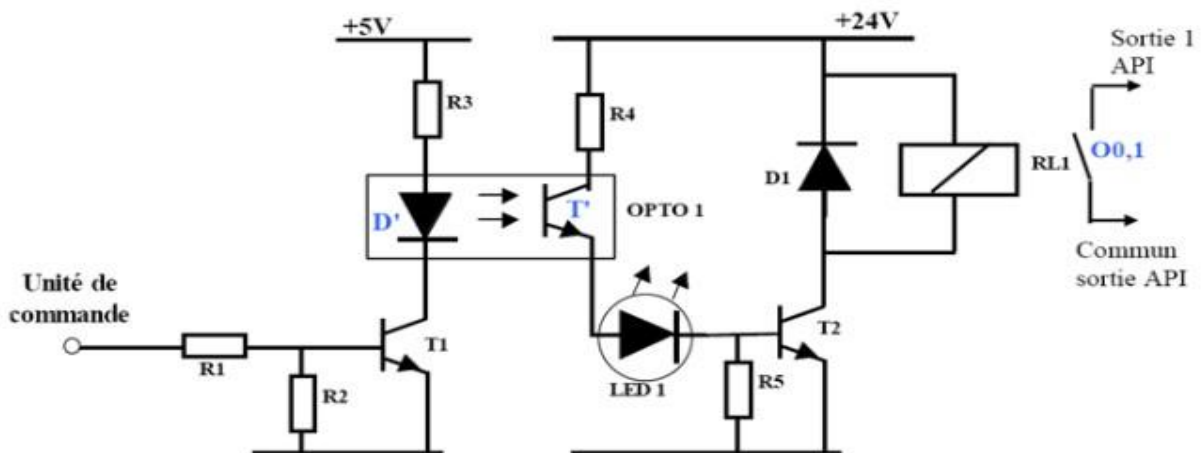 +5V
+24V
Sortie 1
API
R3
R4
D1
RL1
O0,1
D'
T'
OPTO 1
Commun
sortie API
Unité de
commande
R1
R2
T1
LED 1
R5
T2